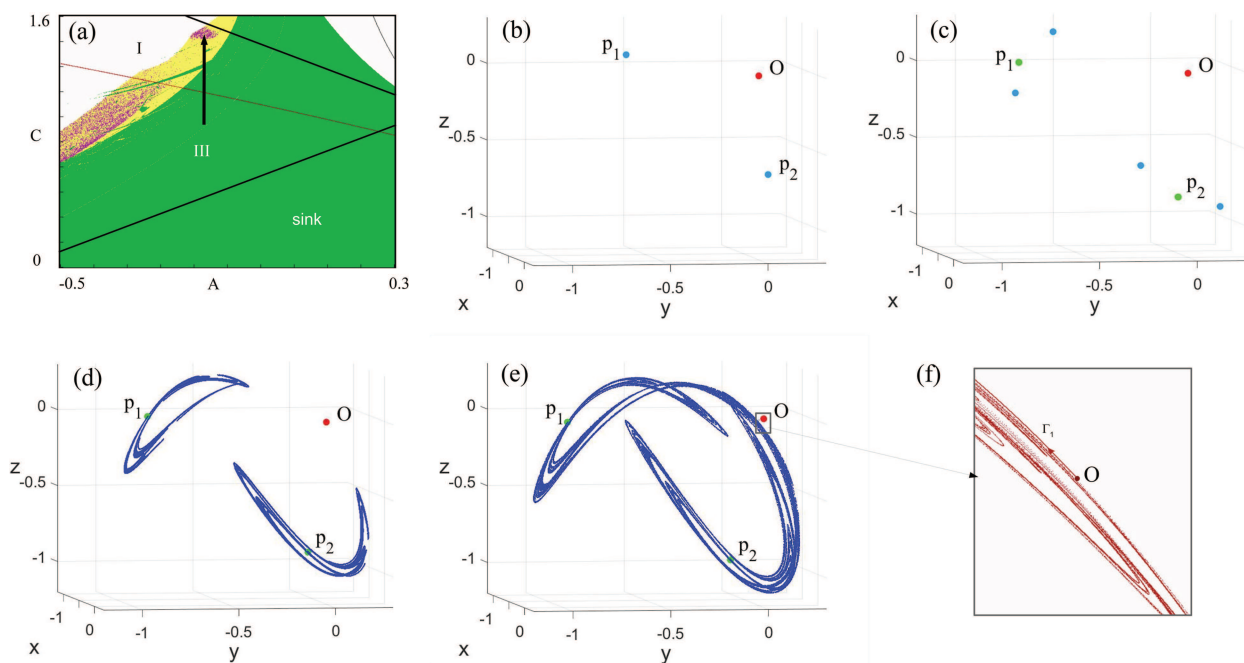 (a)
1.6
I
C
III
sink
0
-0.5
A
0.3
(b)
p1
O
0
z
-0.5
p2
-1
-1
x
0
-1
-0.5
y
0
(c)
0
p1
O
z
-0.5
p2
-1
-1
x
0
-1
-0.5
y
0
(d)
p1
0
O
z
-0.5
p2
-1
-1
x
0
-1
-0.5
y
0
(e)
0
p1
O
z
-0.5
p2
-1
-1
x
0
-1
-0.5
y
0
(f)
Γ1
O